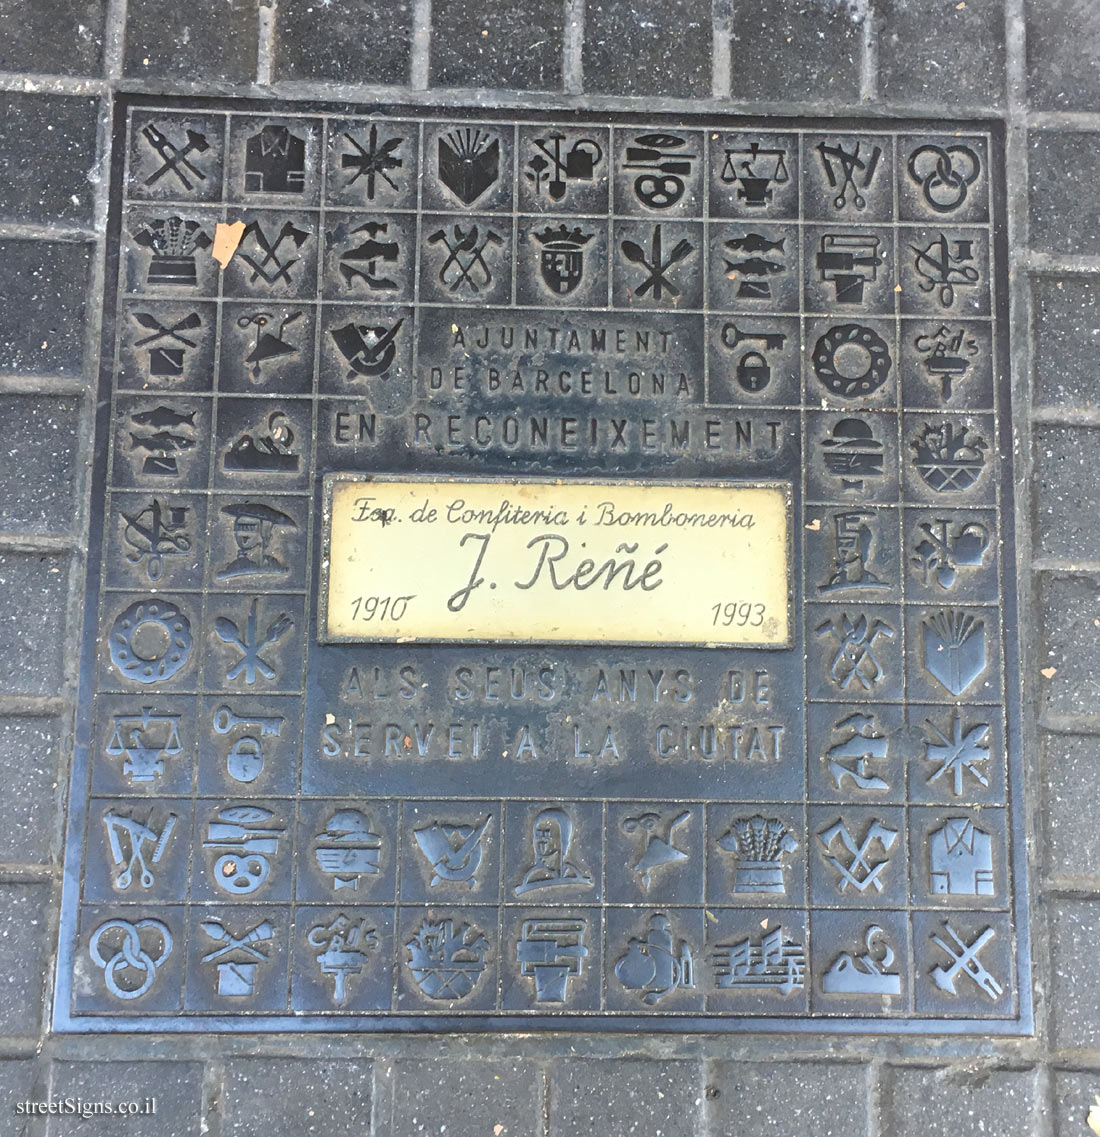 AJUNTAMENT
DE BARCELONA
EN RECONEIXEMENT
Esp. de Confiteria i Bomboneria
J. Reñé
1910 1993
ALS SEUS ANYS DE
SERVEI A LA CIUTAT
streetSigns.co.il